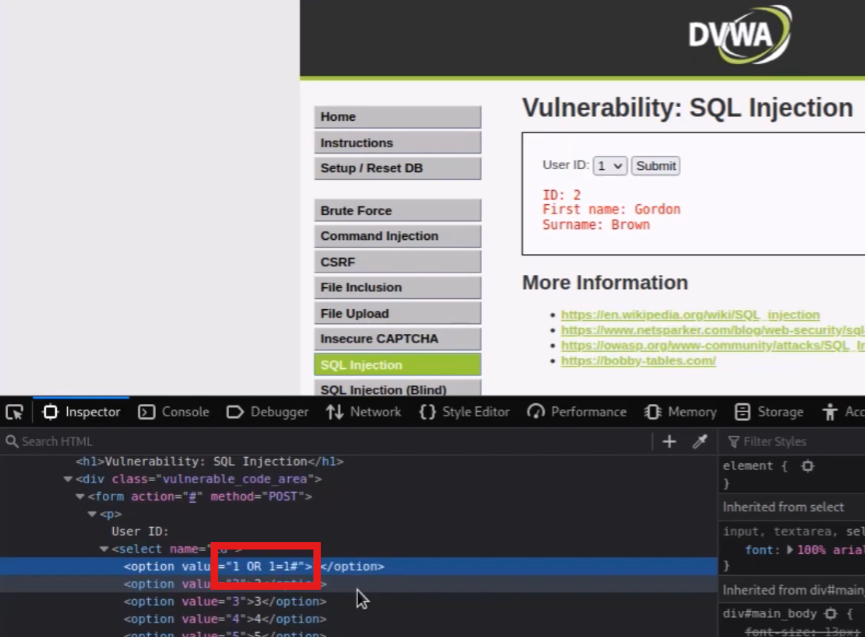 DVWA
Vulnerability: SQL Injection
Home
Instructions
Setup / Reset DB
Brute Force
Command Injection
CSRF
File Inclusion
File Upload
Insecure CAPTCHA
SQL Injection
SQL Injection (Blind)
User ID: 1 Submit
ID: 2
First name: Gordon
Surname: Brown
More Information
https://en.wikipedia.org/wiki/SQL_injection
https://www.netsparker.com/blog/web-security/sql
https://owasp.org/www-community/attacks/SQL_In
https://bobby-tables.com/
Inspector Console Debugger Network Style Editor Performance Memory Storage Acc
Search HTML
<h1>Vulnerability: SQL Injection</h1>
<div class="vulnerable_code_area">
<form action="#" method="POST">
<p>
User ID:
<select name=
<option value="1 OR 1=1#"> </option>
<option valu </option>
<option value="3">3</option>
<option value="4">4</option>
<option value="5">5</option>
Filter Styles
element {
}
Inherited from select
input, textarea, sel
font: 100% arial
}
Inherited from div#main_
div#main_body {
font-size: 13px;